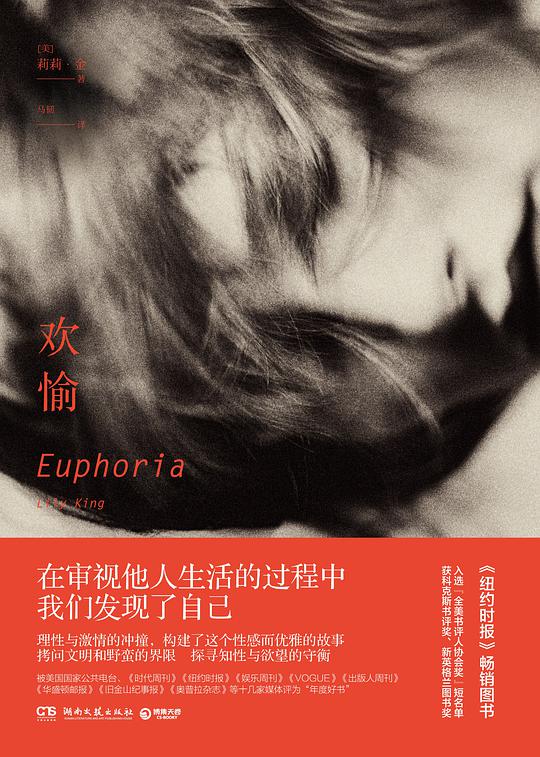 [美]
莉莉·金
著
马韧
译
欢
愉
Euphoria
Lily King
在审视他人生活的过程中
我们发现了自己
理性与激情的冲撞，构建了这个性感而优雅的故事
拷问文明和野蛮的界限 探寻知性与欲望的守衡
被美国国家公共电台、《时代周刊》《纽约时报》《娱乐周刊》《VOGUE》《出版人周刊》
《华盛顿邮报》《旧金山纪事报》《奥普拉杂志》等十几家媒体评为“年度好书”
《纽约时报》畅销图书
入选「全美书评人协会奖」短名单
获科克斯书评奖、新英格兰图书奖
湖南文艺出版社
博集天卷
CS-BOOKY